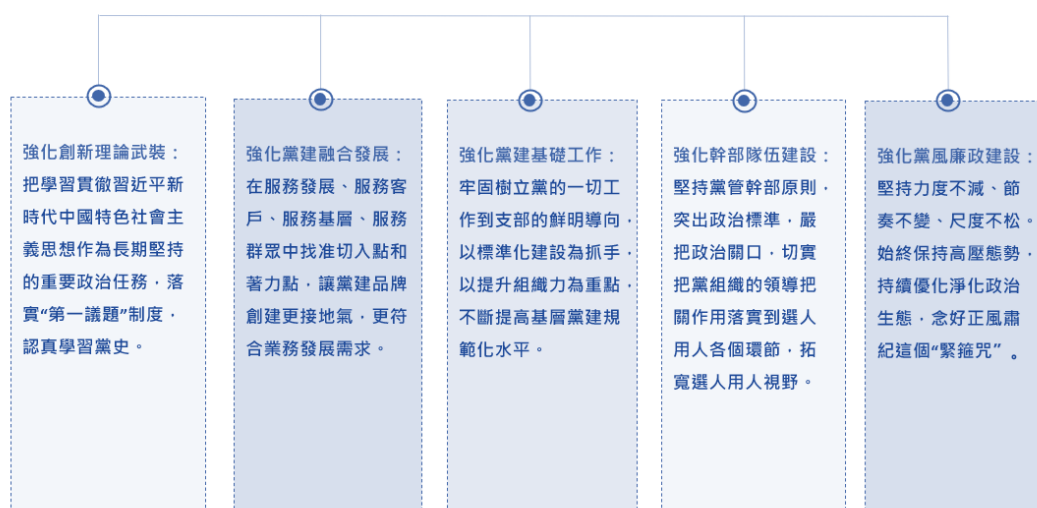 強化創新理論武裝：
把學習貫徹習近平新
時代中國特色社會主
義思想作為長期堅持
的重要政治任務，落
實“第一議題”制度，
認真學習黨史。
強化黨建融合發展：
在服務發展、服務客
戶、服務基層、服務
群眾中找准切入點和
著力點，讓黨建品牌
創建更接地氣，更符
合業務發展需求。
強化黨建基礎工作：
牢固樹立黨的一切工
作到支部的鮮明導向，
以標準化建設為抓手，
以提升組織力為重點，
不斷提高基層黨建規
範化水平。
強化幹部隊伍建設：
堅持黨管幹部原則，
突出政治標準，嚴
把政治關口，切實
把黨組織的領導把
關作用落實到選人
用人各個環節，拓
寬選人用人視野。
強化黨風廉政建設：
堅持力度不減、節
奏不變、尺度不松。
始終保持高壓態勢，
持續優化淨化政治
生態，念好正風肅
紀這個“緊箍咒”。